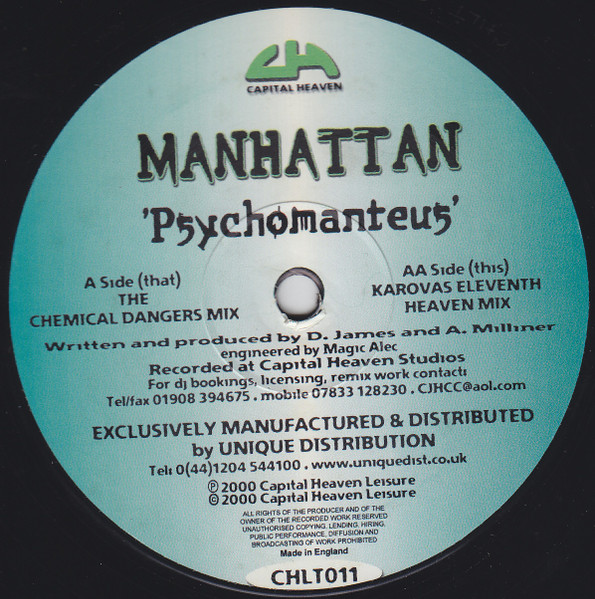 CAPITAL HEAVEN
MANHATTAN
'Psychomanteus'
A Side (that)
THE
CHEMICAL DANGERS MIX
AA Side (this)
KAROVAS ELEVENTH
HEAVEN MIX
Written and produced by D. James and A. Milliner
engineered by Magic Alec
Recorded at Capital Heaven Studios
For dj bookings, licensing, remix work contact:
Tel/fax 01908 394675 . mobile 07833 128230 . CJHCC@aol.com
EXCLUSIVELY MANUFACTURED & DISTRIBUTED
by UNIQUE DISTRIBUTION
Tel: 0(44)1204 544100 . www.uniquedist.co.uk
℗ 2000 Capital Heaven Leisure
© 2000 Capital Heaven Leisure
ALL RIGHTS OF THE PRODUCER AND OF THE
OWNER OF THE RECORDED WORK RESERVED
UNAUTHORISED COPYING, LENDING, HIRING,
PUBLIC PERFORMANCE, DIFFUSION AND
BROADCASTING OF WORK PROHIBITED
Made in England
CHLT011